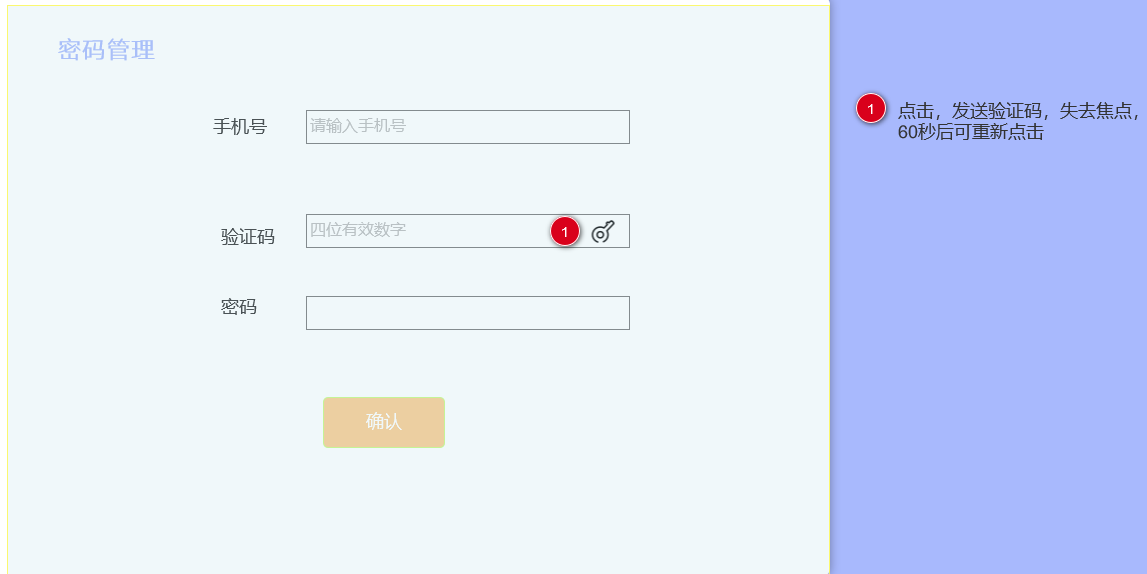 密码管理
手机号
请输入手机号
验证码
四位有效数字
1
密码
确认
1
点击，发送验证码，失去焦点，
60秒后可重新点击